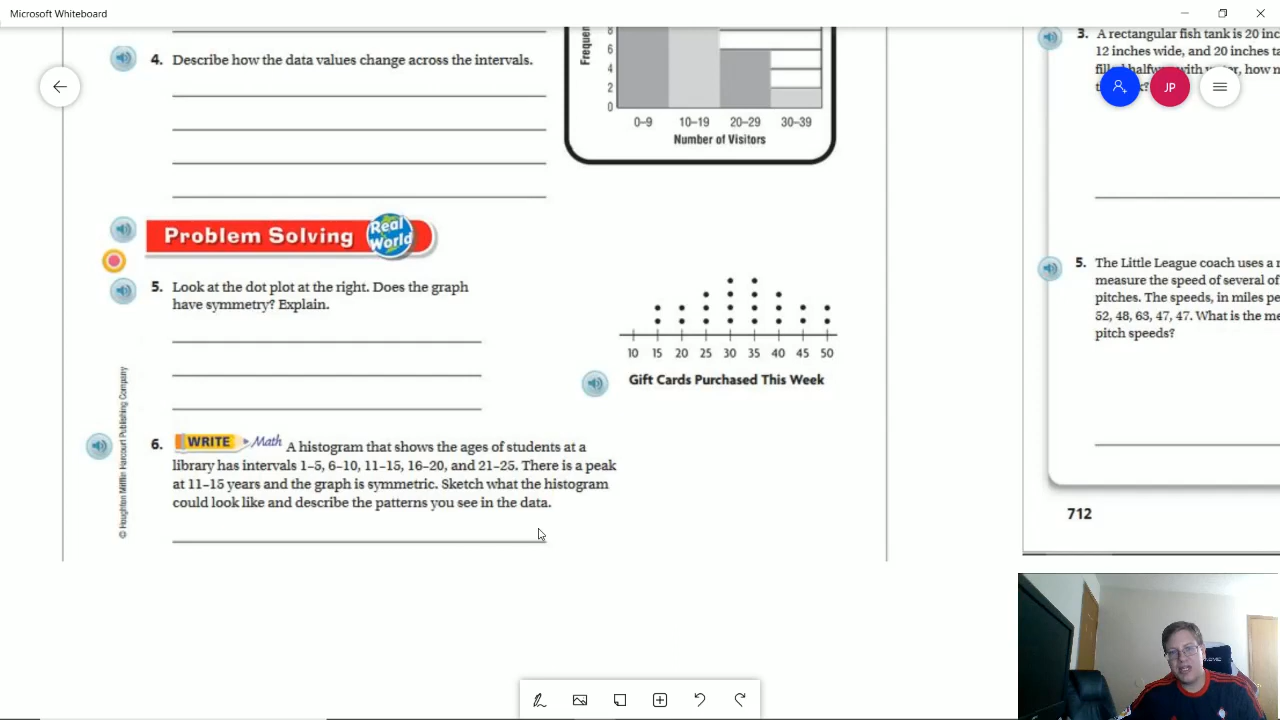 Microsoft Whiteboard
4. Describe how the data values change across the intervals.
8
6
4
2
0
0–9 10–19 20–29 30–39
Number of Visitors
Problem Solving Real World
5. Look at the dot plot at the right. Does the graph
have symmetry? Explain.
10 15 20 25 30 35 40 45 50
Gift Cards Purchased This Week
© Houghton Mifflin Harcourt Publishing Company
6. WRITE Math A histogram that shows the ages of students at a
library has intervals 1–5, 6–10, 11–15, 16–20, and 21–25. There is a peak
at 11–15 years and the graph is symmetric. Sketch what the histogram
could look like and describe the patterns you see in the data.
3. A rectangular fish tank is 20
12 inches wide, and 20 inches
filled halfway with water, how
JP
5. The Little League coach uses a
measure the speed of several of
pitches. The speeds, in miles
52, 48, 63, 47, 47. What is the
pitch speeds?
712